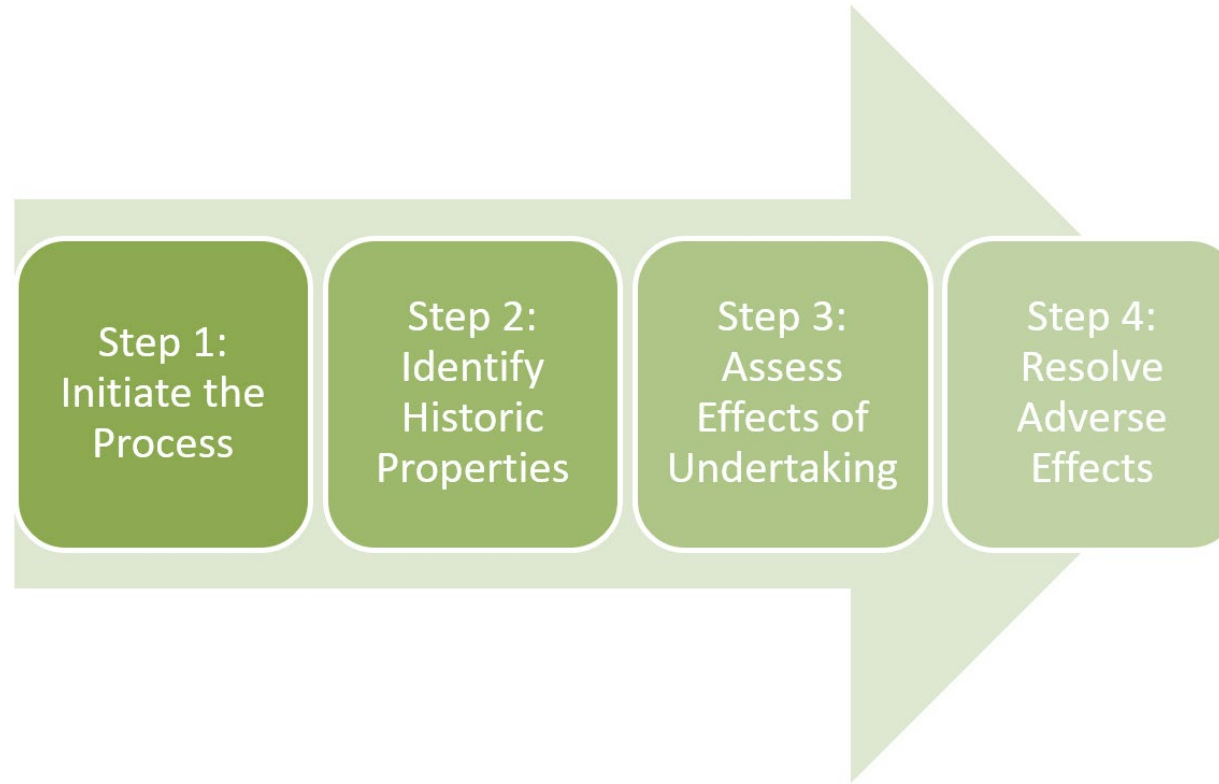 Step 1:
Initiate the
Process
Step 2:
Identify
Historic
Properties
Step 3:
Assess
Effects of
Undertaking
Step 4:
Resolve
Adverse
Effects